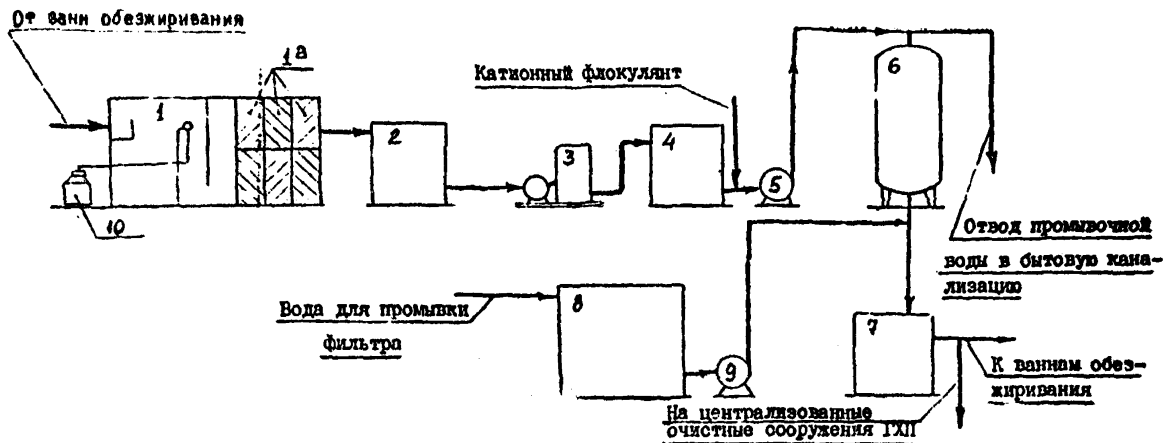 От ванн обезжиривания
1а
Катионный флокулянт
1
2
3
4
5
6
10
Отвод промывочной
воды в бытовую кана-
лизацию
Вода для промывки
фильтра
8
9
7
К ваннам обез-
жиривания
На централизованные
очистные сооружения ГХП